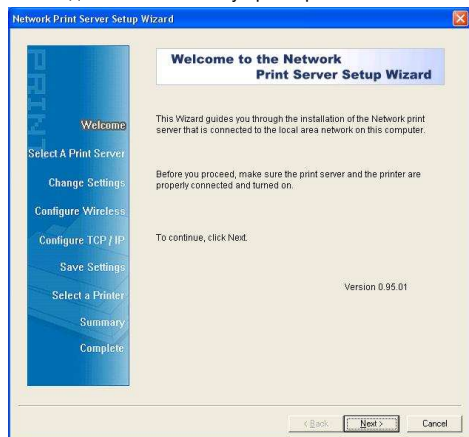 Network Print Server Setup Wizard
PRINT
Welcome to the Network
Print Server Setup Wizard
Welcome
Select A Print Server
Change Settings
Configure Wireless
Configure TCP / IP
Save Settings
Select a Printer
Summary
Complete
This Wizard guides you through the installation of the Network print
server that is connected to the local area network on this computer.
Before you proceed, make sure the print server and the printer are
properly connected and turned on.
To continue, click Next.
Version 0.95.01
< Back
Next >
Cancel